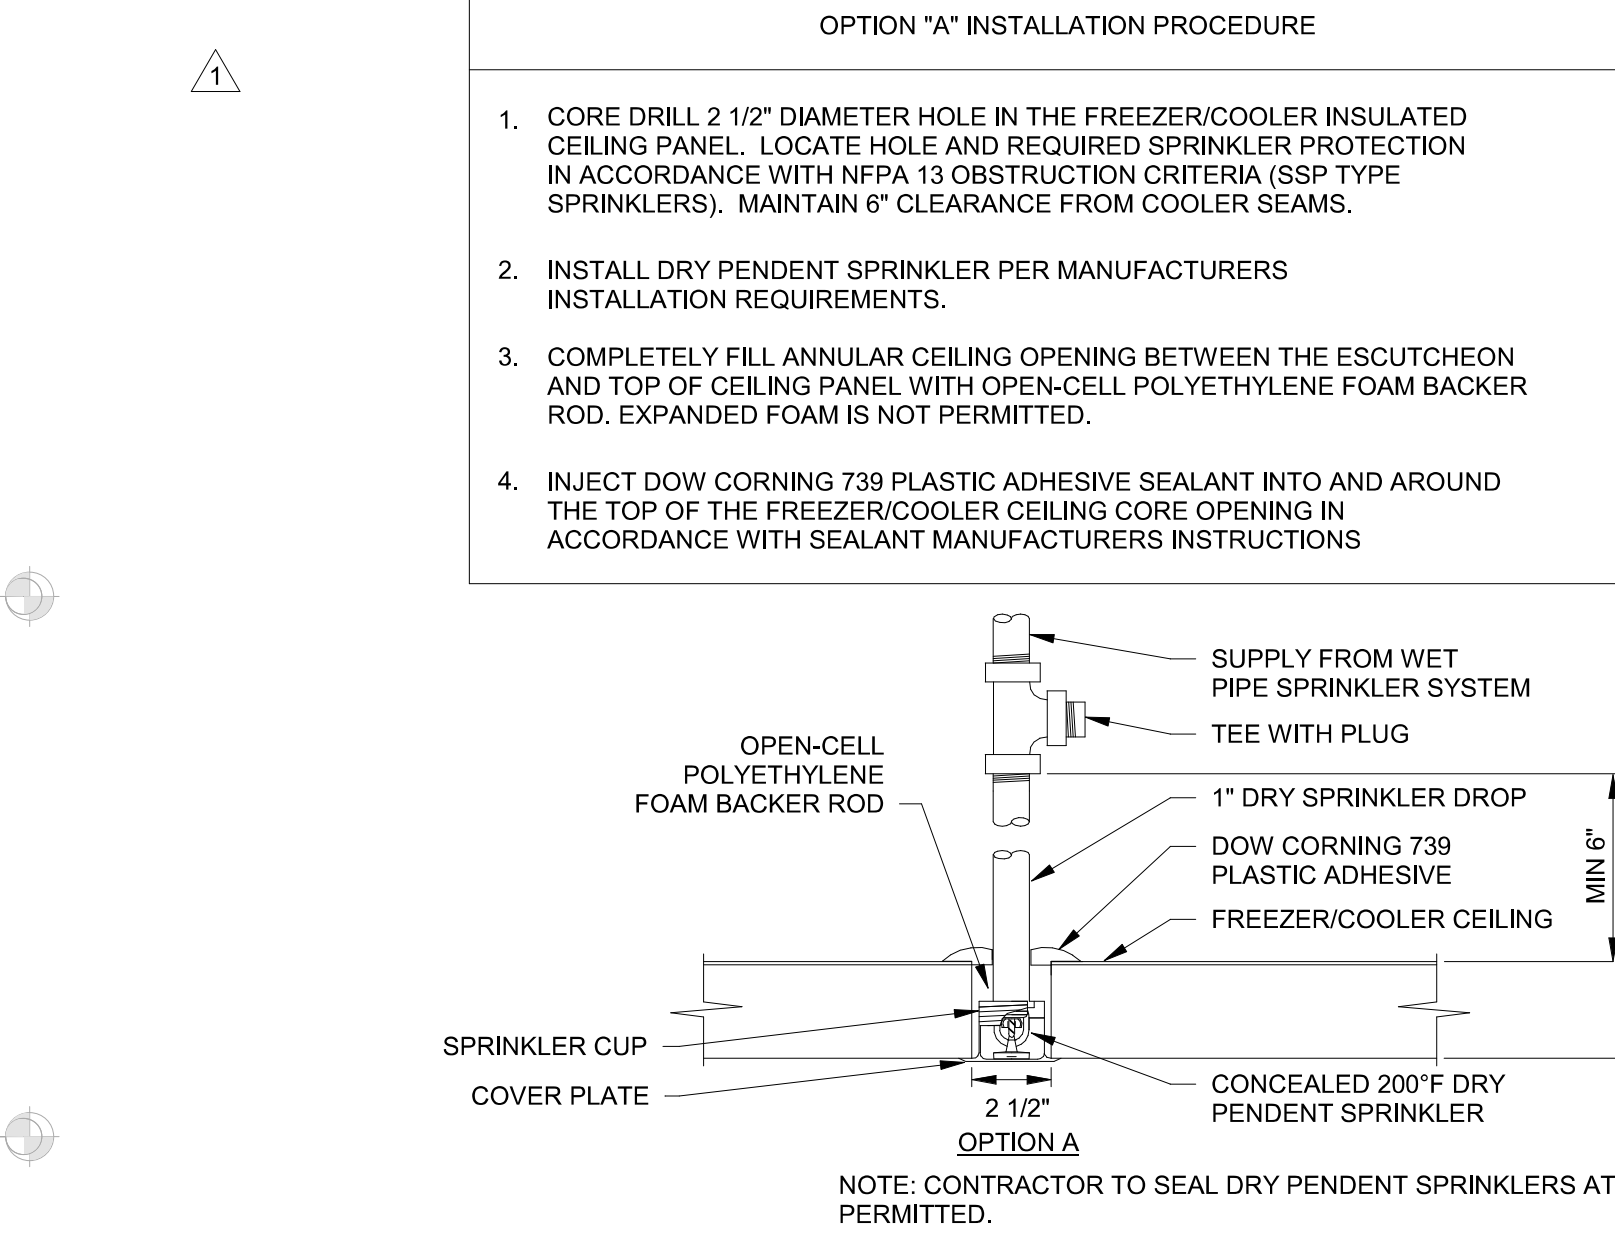 OPTION "A" INSTALLATION PROCEDURE
1
1. CORE DRILL 2 1/2" DIAMETER HOLE IN THE FREEZER/COOLER INSULATED
CEILING PANEL. LOCATE HOLE AND REQUIRED SPRINKLER PROTECTION
IN ACCORDANCE WITH NFPA 13 OBSTRUCTION CRITERIA (SSP TYPE
SPRINKLERS). MAINTAIN 6" CLEARANCE FROM COOLER SEAMS.
2. INSTALL DRY PENDENT SPRINKLER PER MANUFACTURERS
INSTALLATION REQUIREMENTS.
3. COMPLETELY FILL ANNULAR CEILING OPENING BETWEEN THE ESCUTCHEON
AND TOP OF CEILING PANEL WITH OPEN-CELL POLYETHYLENE FOAM BACKER
ROD. EXPANDED FOAM IS NOT PERMITTED.
4. INJECT DOW CORNING 739 PLASTIC ADHESIVE SEALANT INTO AND AROUND
THE TOP OF THE FREEZER/COOLER CEILING CORE OPENING IN
ACCORDANCE WITH SEALANT MANUFACTURERS INSTRUCTIONS
SUPPLY FROM WET
PIPE SPRINKLER SYSTEM
TEE WITH PLUG
OPEN-CELL
POLYETHYLENE
FOAM BACKER ROD
1" DRY SPRINKLER DROP
DOW CORNING 739
PLASTIC ADHESIVE
MIN 6"
FREEZER/COOLER CEILING
SPRINKLER CUP
COVER PLATE
CONCEALED 200°F DRY
PENDENT SPRINKLER
2 1/2"
OPTION A
NOTE: CONTRACTOR TO SEAL DRY PENDENT SPRINKLERS AT
PERMITTED.